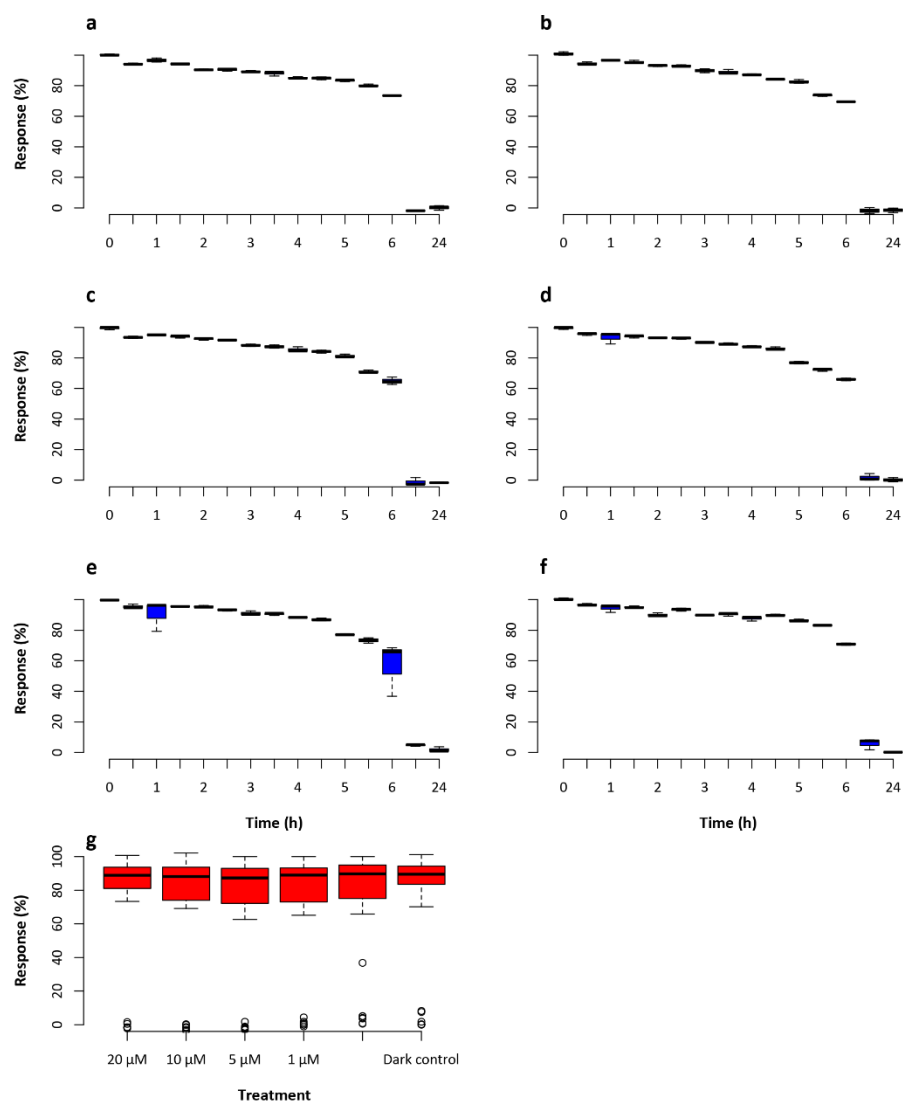 a
b
Response (%)
0 20 40 60 80
0 1 2 3 4 5 6 24
Response (%)
0 20 40 60 80
0 1 2 3 4 5 6 24
c
d
Response (%)
0 20 40 60 80
0 1 2 3 4 5 6 24
Response (%)
0 20 40 60 80
0 1 2 3 4 5 6 24
e
f
Response (%)
0 20 40 60 80
0 1 2 3 4 5 6 24
Time (h)
Response (%)
0 20 40 60 80
0 1 2 3 4 5 6 24
Time (h)
g
Response (%)
100
80
60
40
20
0
20 μM 10 μM 5 μM 1 μM Dark control
Treatment